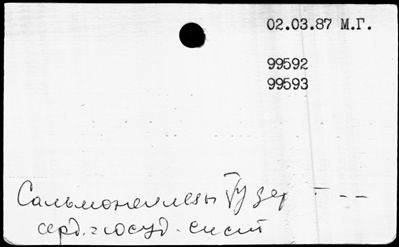 02.03.87 М.Г.
99592
99593
Сальмонеллезы
серд.-сосуд. сист